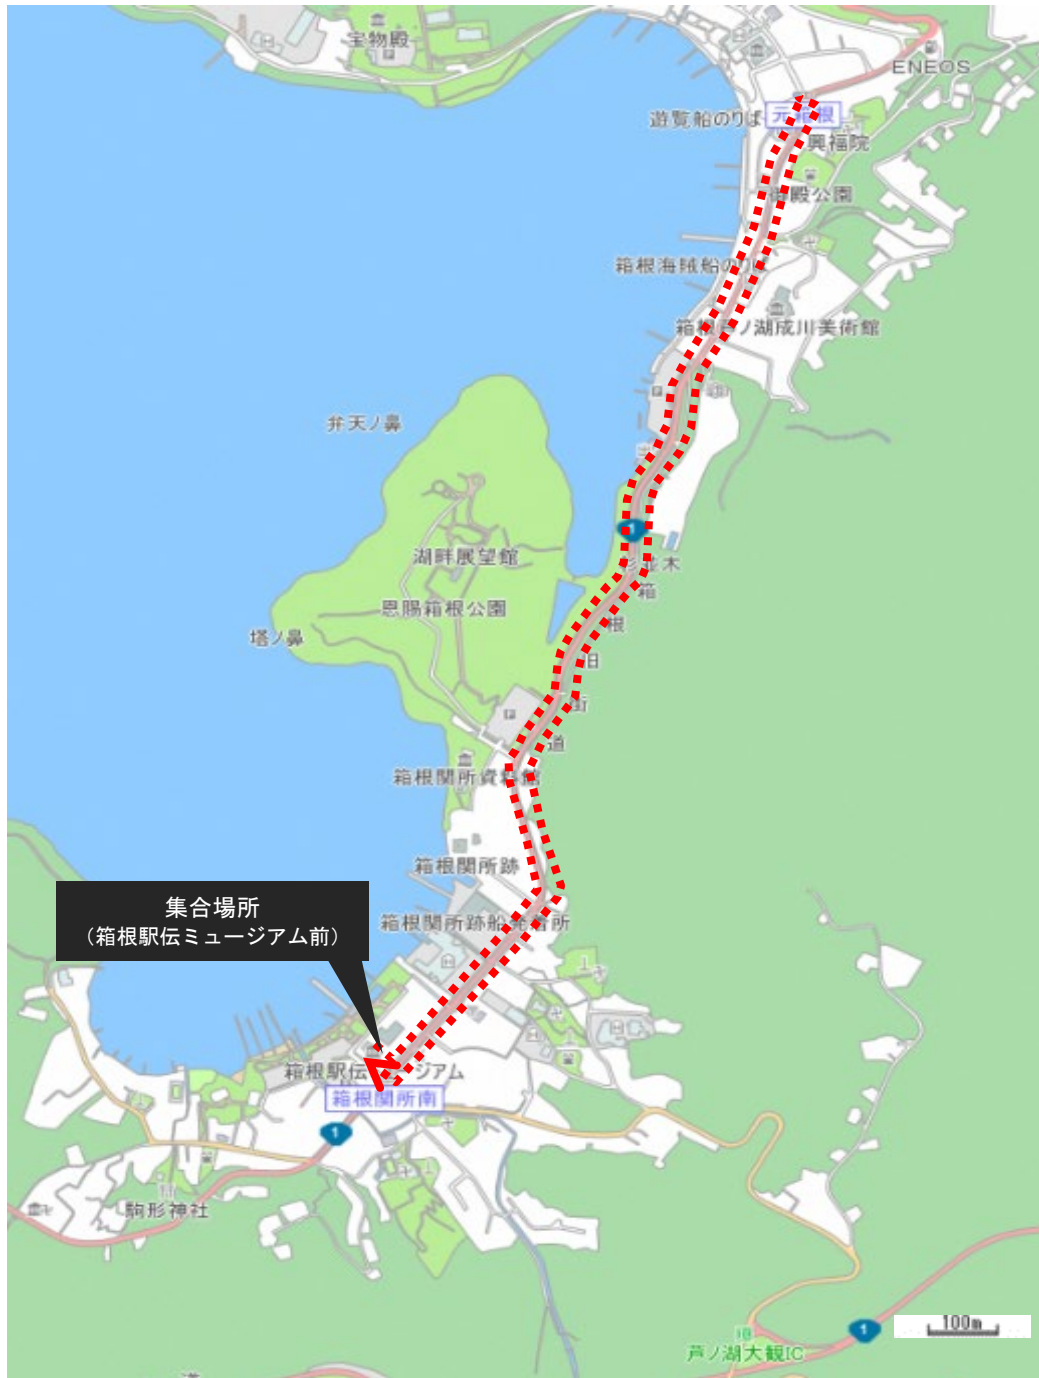 宝物殿
ENEOS
遊覧船のりば
元箱根
興福院
御殿公園
箱根海賊船のりば
箱根芦ノ湖成川美術館
弁天ノ鼻
1
湖畔展望館
杉並木
箱
恩賜箱根公園
根
塔ノ鼻
旧
街
道
箱根関所資料館
箱根関所跡
集合場所
（箱根駅伝ミュージアム前）
箱根関所跡船発着所
箱根駅伝ミュージアム
箱根関所南
1
駒形神社
100m
1
芦ノ湖大観IC